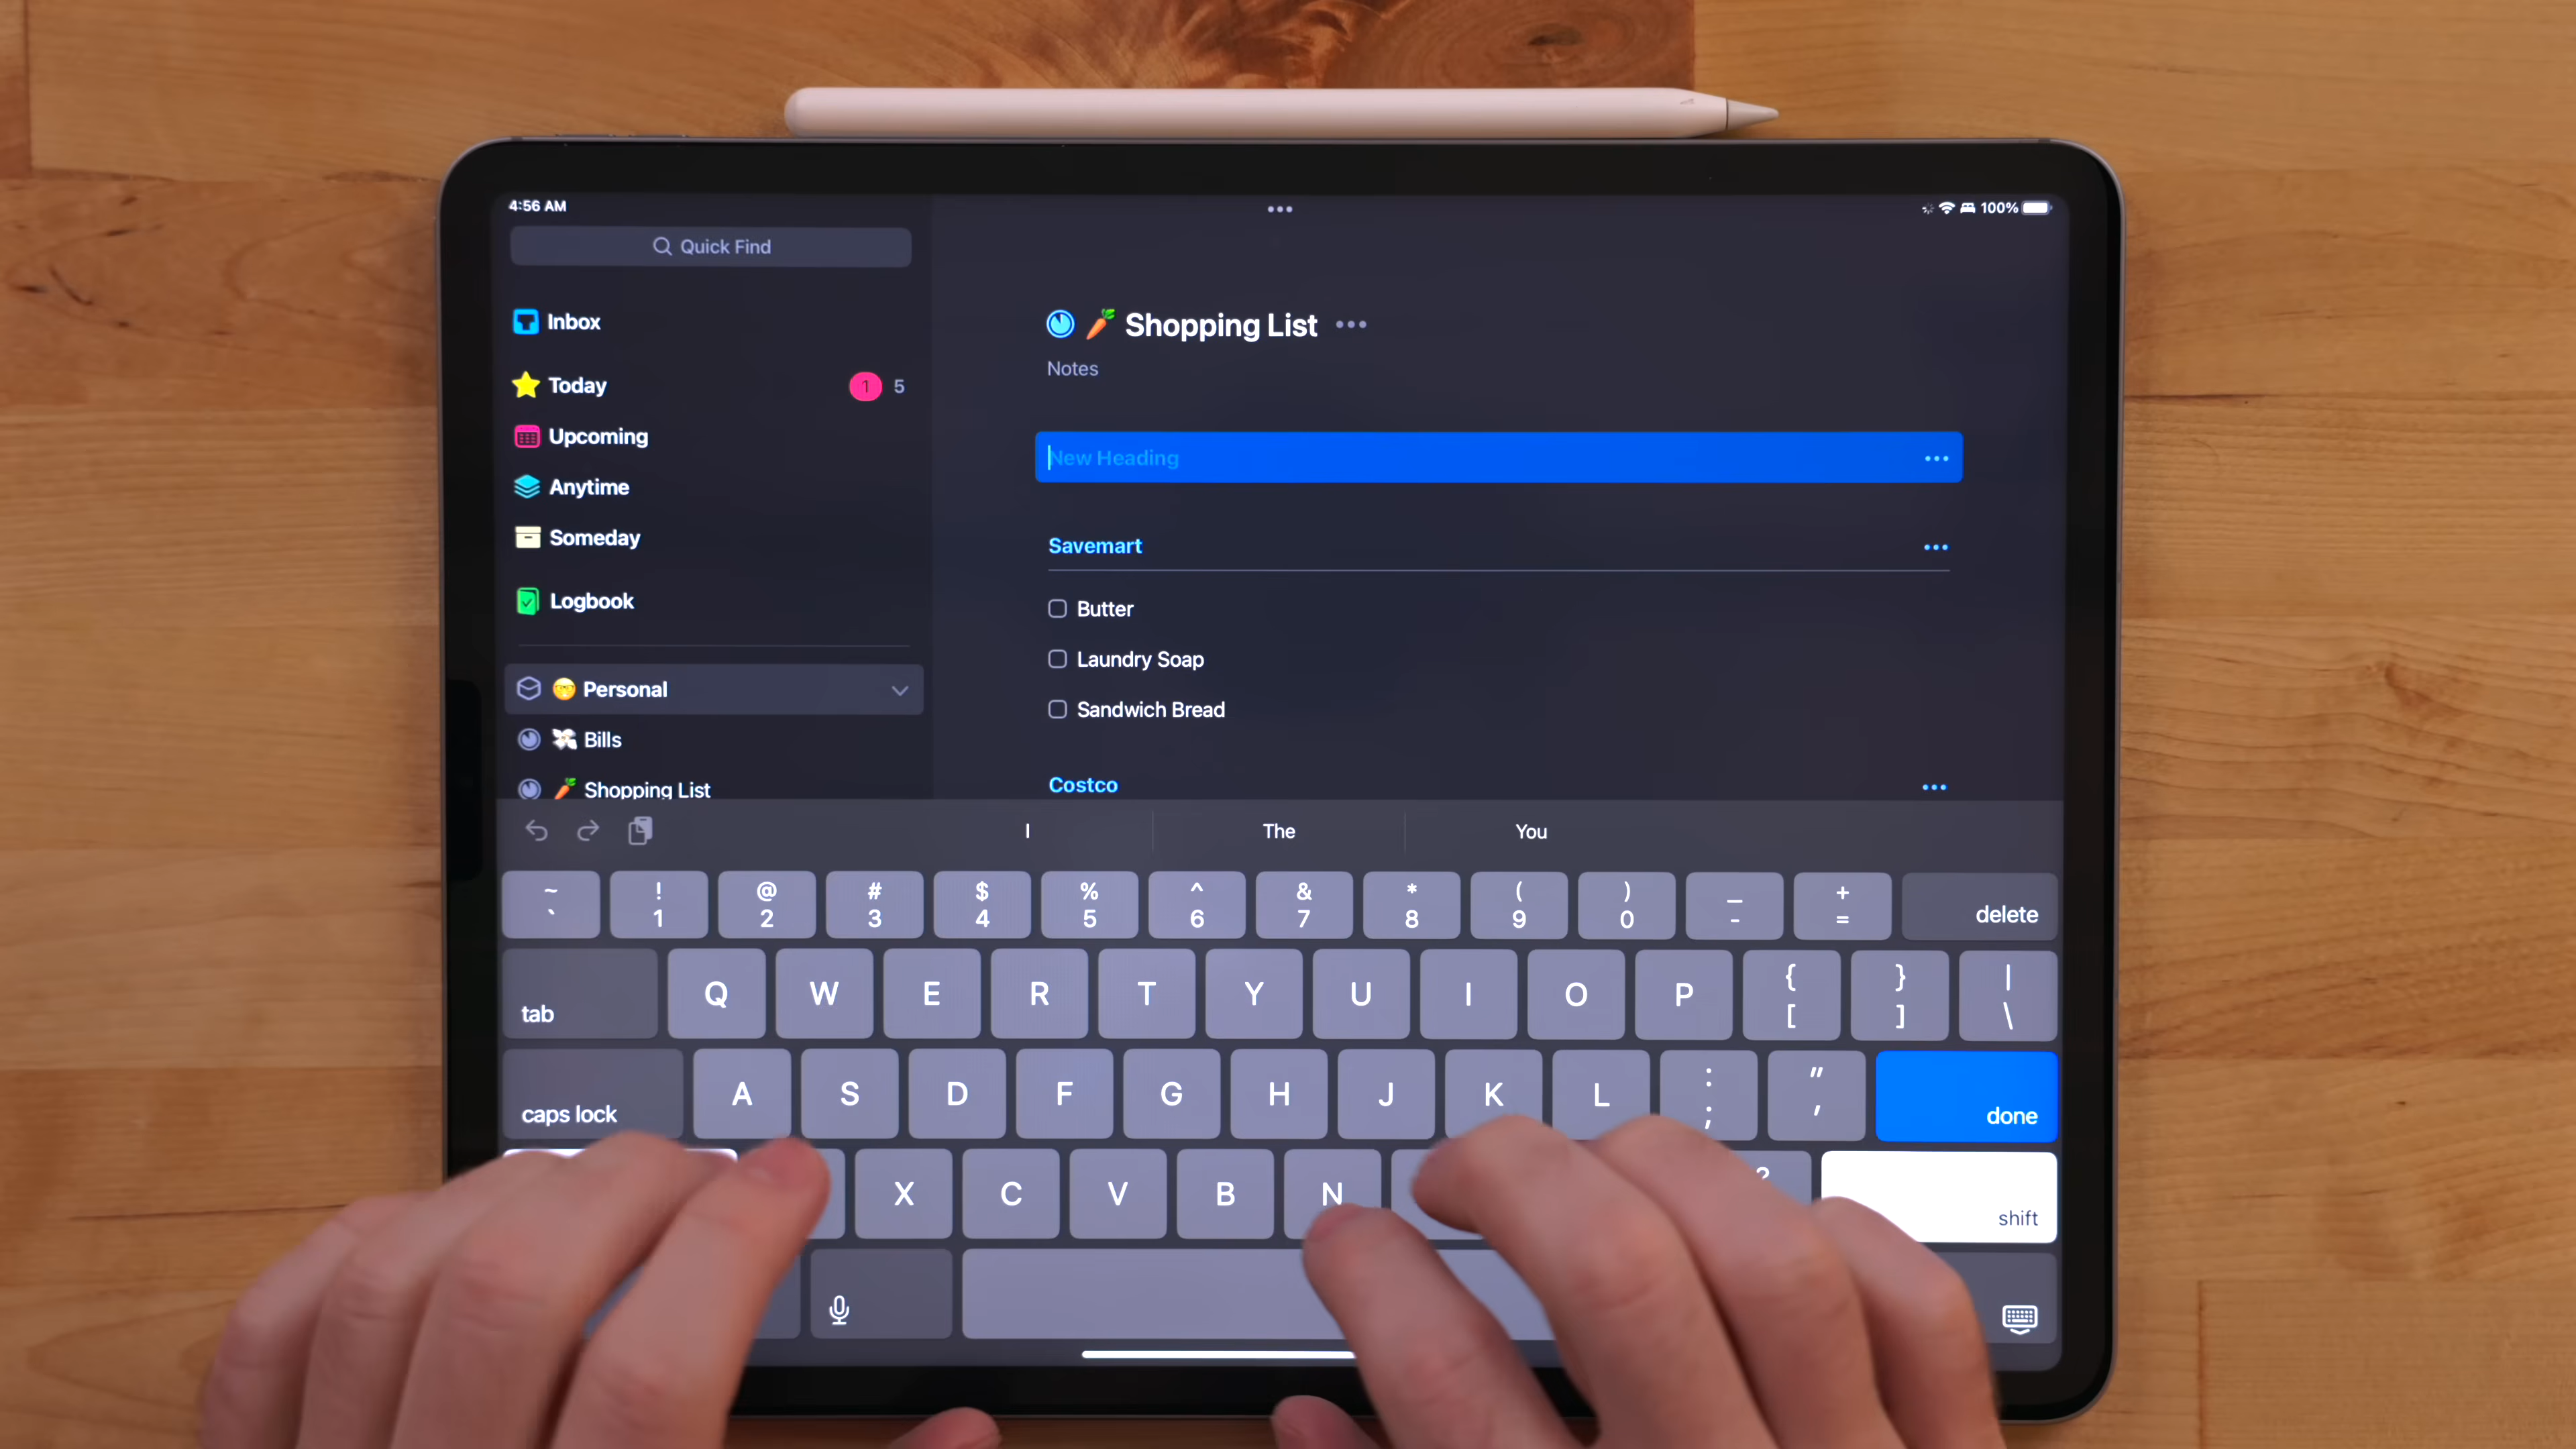 4:56 AM
100%
Quick Find
Inbox
Today 1 5
Upcoming
Anytime
Someday
Logbook
Personal
Bills
Shopping List
Shopping List
Notes
New Heading
Savemart
Butter
Laundry Soap
Sandwich Bread
Costco
I The You
~ ! @ # $ % ^ & * ( ) _ +
` 1 2 3 4 5 6 7 8 9 0 - = delete
tab Q W E R T Y U I O P { [ } ] | \
caps lock A S D F G H J K L : ; " ' done
X C V B N ? shift